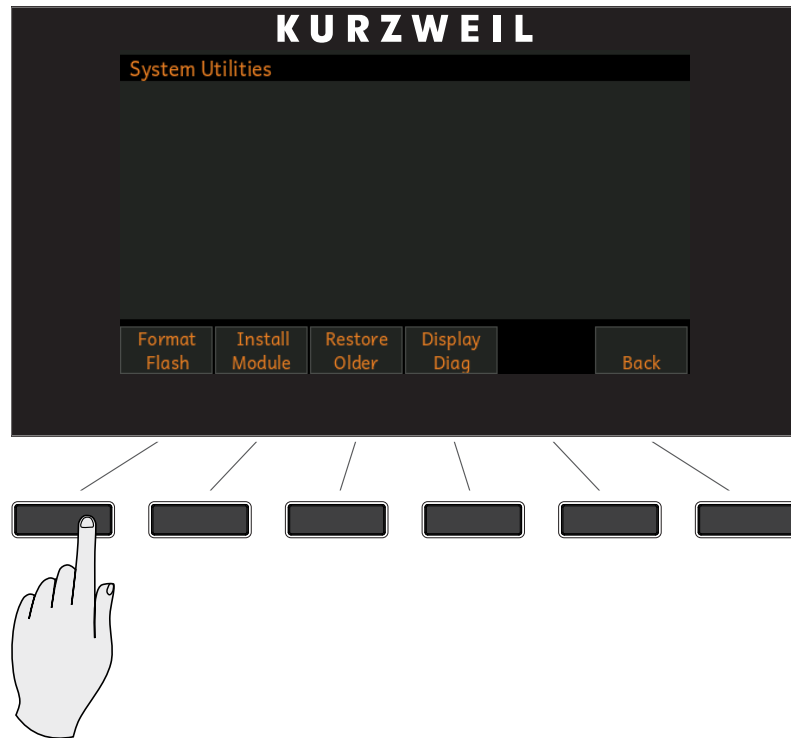 KURZWEIL
System Utilities
Format Flash
Install Module
Restore Older
Display Diag
Back